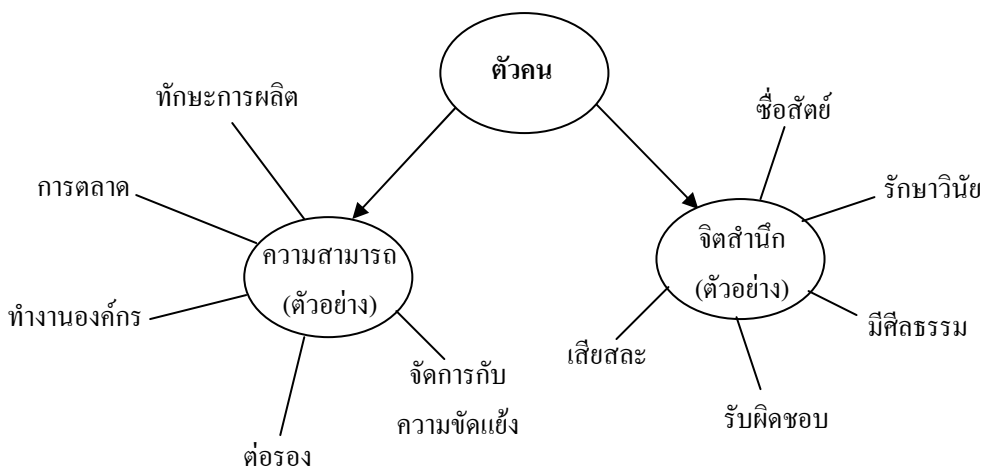 ตัวคน
ทักษะการผลิต
การตลาด
ทำงานองค์กร
ต่อรอง
จัดการกับ
ความขัดแย้ง
ความสามารถ
(ตัวอย่าง)
ซื่อสัตย์
รักษาวินัย
มีศีลธรรม
รับผิดชอบ
เสียสละ
จิตสำนึก
(ตัวอย่าง)